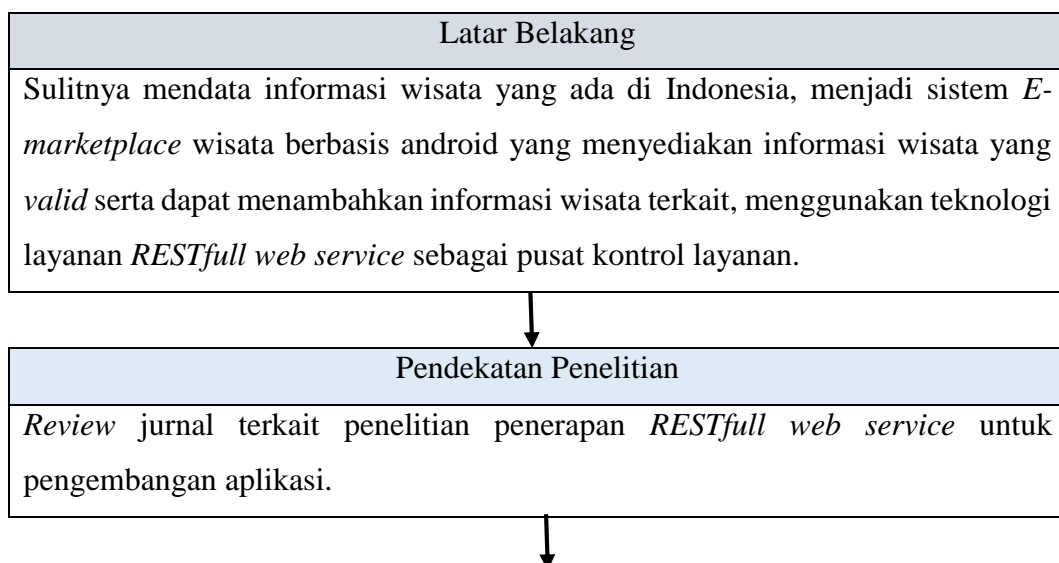 Latar Belakang
Sulitnya mendata informasi wisata yang ada di Indonesia, menjadi sistem E-
marketplace wisata berbasis android yang menyediakan informasi wisata yang
valid serta dapat menambahkan informasi wisata terkait, menggunakan teknologi
layanan RESTfull web service sebagai pusat kontrol layanan.
Pendekatan Penelitian
Review jurnal terkait penelitian penerapan RESTfull web service untuk
pengembangan aplikasi.